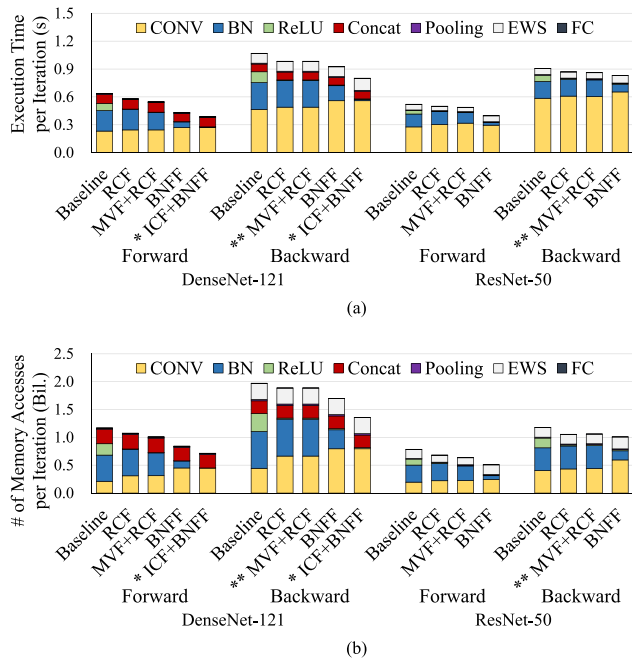 CONV BN ReLU Concat Pooling EWS FC
Execution Time
per Iteration (s)
1.5
1.2
0.9
0.6
0.3
0.0
Baseline RCF MVF+RCF BNFF * ICF+BNFF Baseline RCF ** MVF+RCF BNFF * ICF+BNFF Baseline RCF MVF+RCF BNFF Baseline RCF ** MVF+RCF BNFF
Forward Backward Forward Backward
DenseNet-121 ResNet-50
(a)
CONV BN ReLU Concat Pooling EWS FC
# of Memory Accesses
per Iteration (Bil.)
2.5
2.0
1.5
1.0
0.5
0.0
Baseline RCF MVF+RCF BNFF * ICF+BNFF Baseline RCF ** MVF+RCF BNFF * ICF+BNFF Baseline RCF MVF+RCF BNFF Baseline RCF ** MVF+RCF BNFF
Forward Backward Forward Backward
DenseNet-121 ResNet-50
(b)